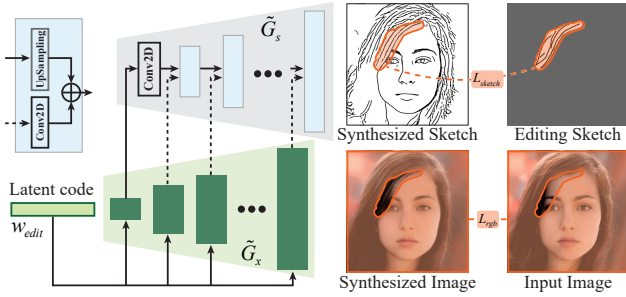 UpSampling
Conv2D
Conv2D
G̃s
Lsketch
Synthesized Sketch
Editing Sketch
Latent code
wedit
G̃x
Lrgb
Synthesized Image
Input Image